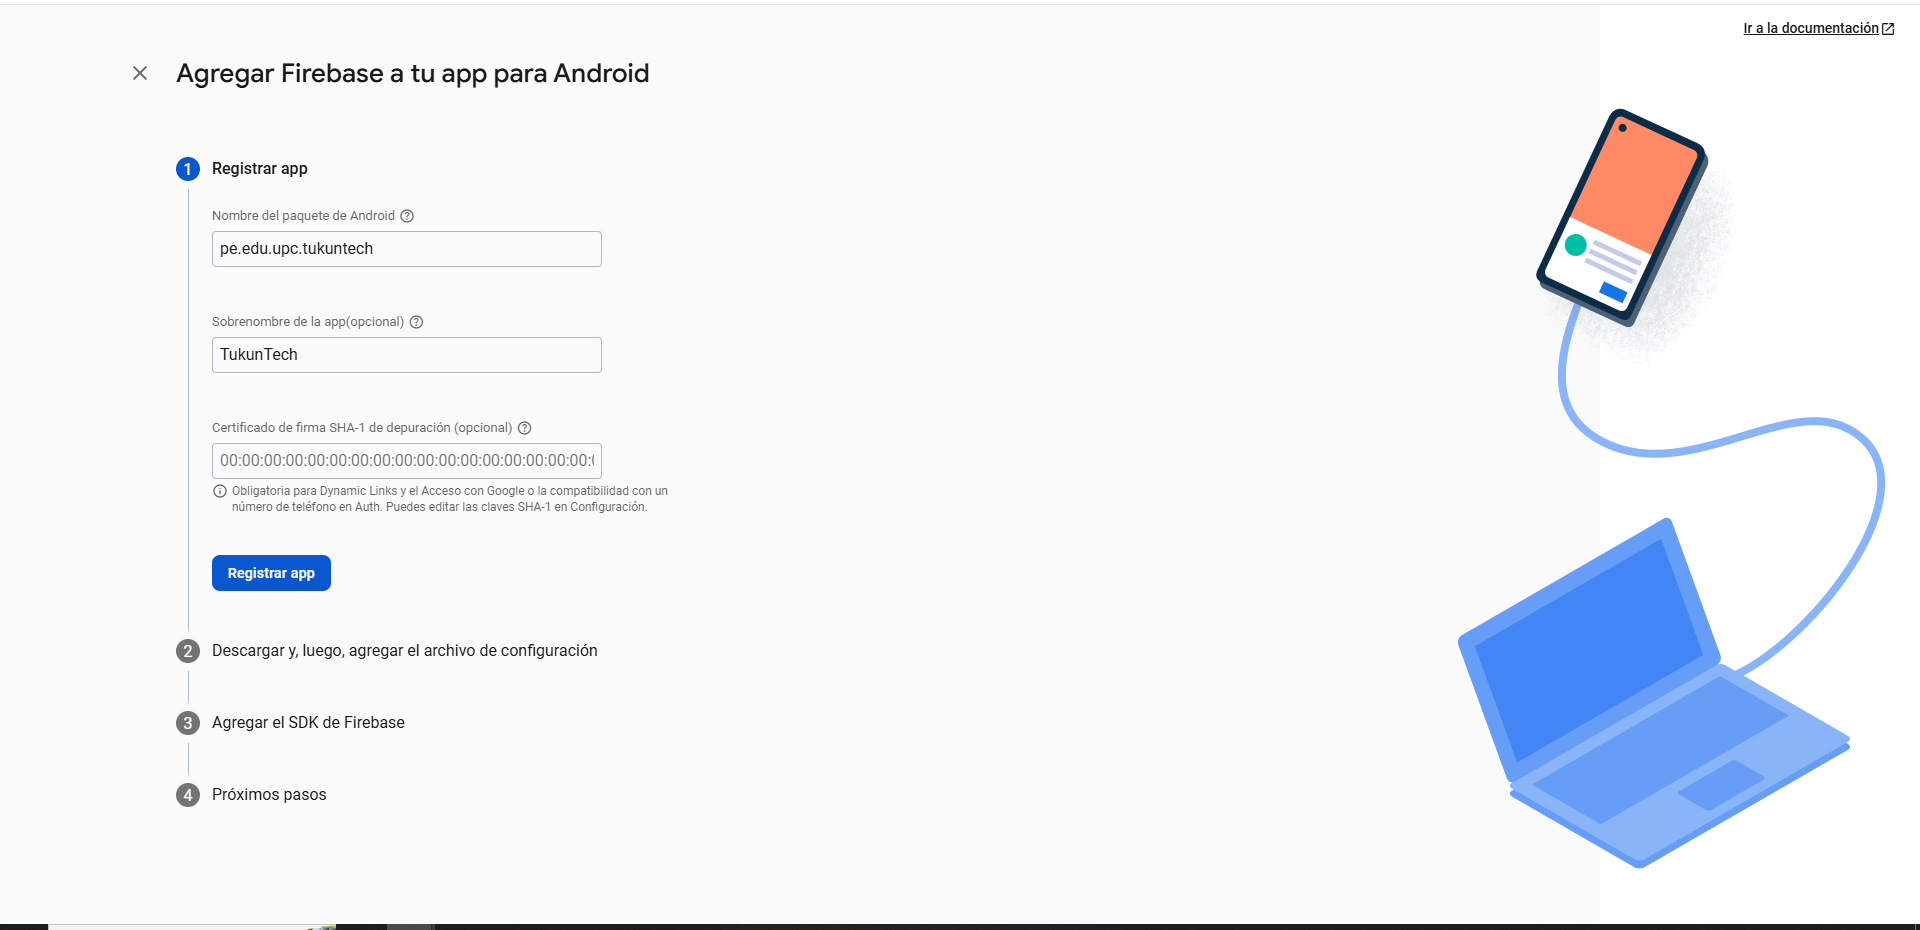 Ir a la documentación
Agregar Firebase a tu app para Android
1 Registrar app
Nombre del paquete de Android
pe.edu.upc.tukuntech
Sobrenombre de la app(opcional)
TukunTech
Certificado de firma SHA-1 de depuración (opcional)
00:00:00:00:00:00:00:00:00:00:00:00:00:00:00:00:00:
Obligatoria para Dynamic Links y el Acceso con Google o la compatibilidad con un
número de teléfono en Auth. Puedes editar las claves SHA-1 en Configuración.
Registrar app
2 Descargar y, luego, agregar el archivo de configuración
3 Agregar el SDK de Firebase
4 Próximos pasos